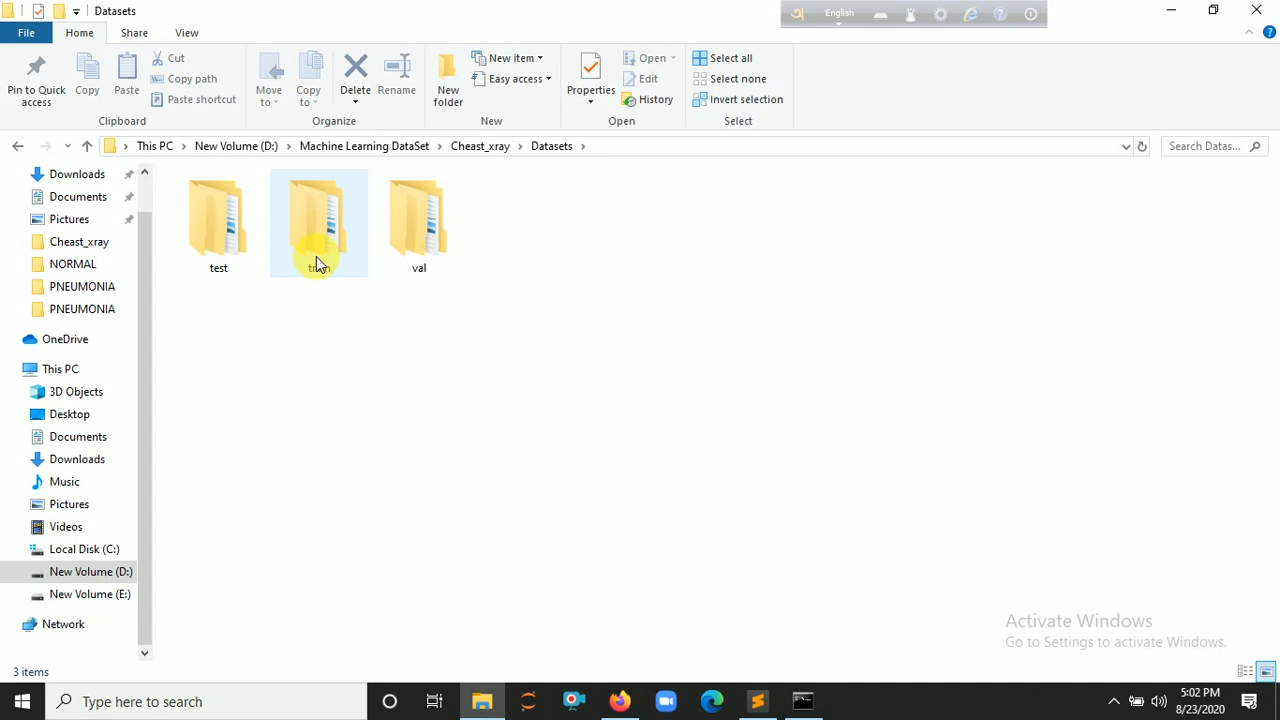 Datasets
English
File Home Share View
Pin to Quick access
Copy
Paste
Cut
Copy path
Paste shortcut
Clipboard
Move to
Copy to
Delete
Rename
Organize
New folder
New item
Easy access
New
Properties
Open
Edit
History
Open
Select all
Select none
Invert selection
Select
This PC
New Volume (D:)
Machine Learning DataSet
Cheast_xray
Datasets
Search Datas...
Downloads
Documents
Pictures
Cheast_xray
NORMAL
PNEUMONIA
PNEUMONIA
OneDrive
This PC
3D Objects
Desktop
Documents
Downloads
Music
Pictures
Videos
Local Disk (C:)
New Volume (D:)
New Volume (E:)
Network
test
val
Activate Windows
Go to Settings to activate Windows.
3 items
Type here to search
5:02 PM
8/23/2020